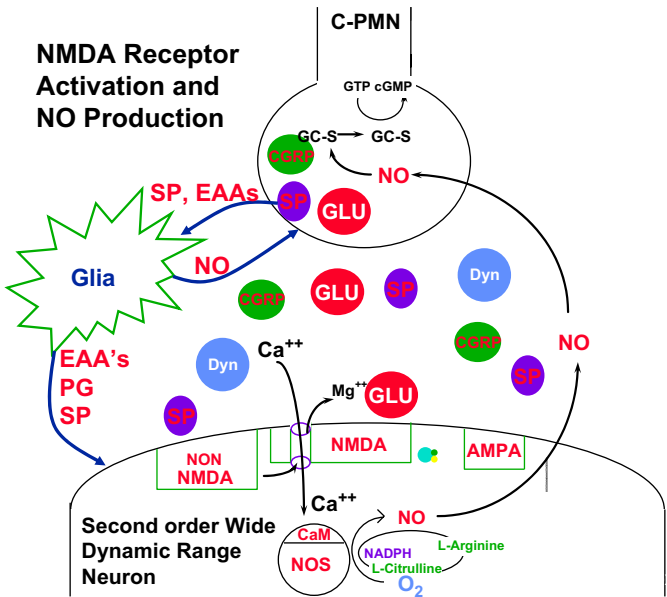 C-PMN
NMDA Receptor
Activation and
NO Production
GTP cGMP
GC-S GC-S
CGRP
NO
SP, EAAs
SP
GLU
Glia
NO
Dyn
CGRP
GLU
SP
CGRP
NO
Ca++
EAA's
PG
SP
Dyn
SP
Mg++
GLU
SP
NON
NMDA
NMDA
AMPA
Ca++
Second order Wide
Dynamic Range
Neuron
CaM
NOS
NO
NADPH
L-Arginine
L-Citrulline
O2